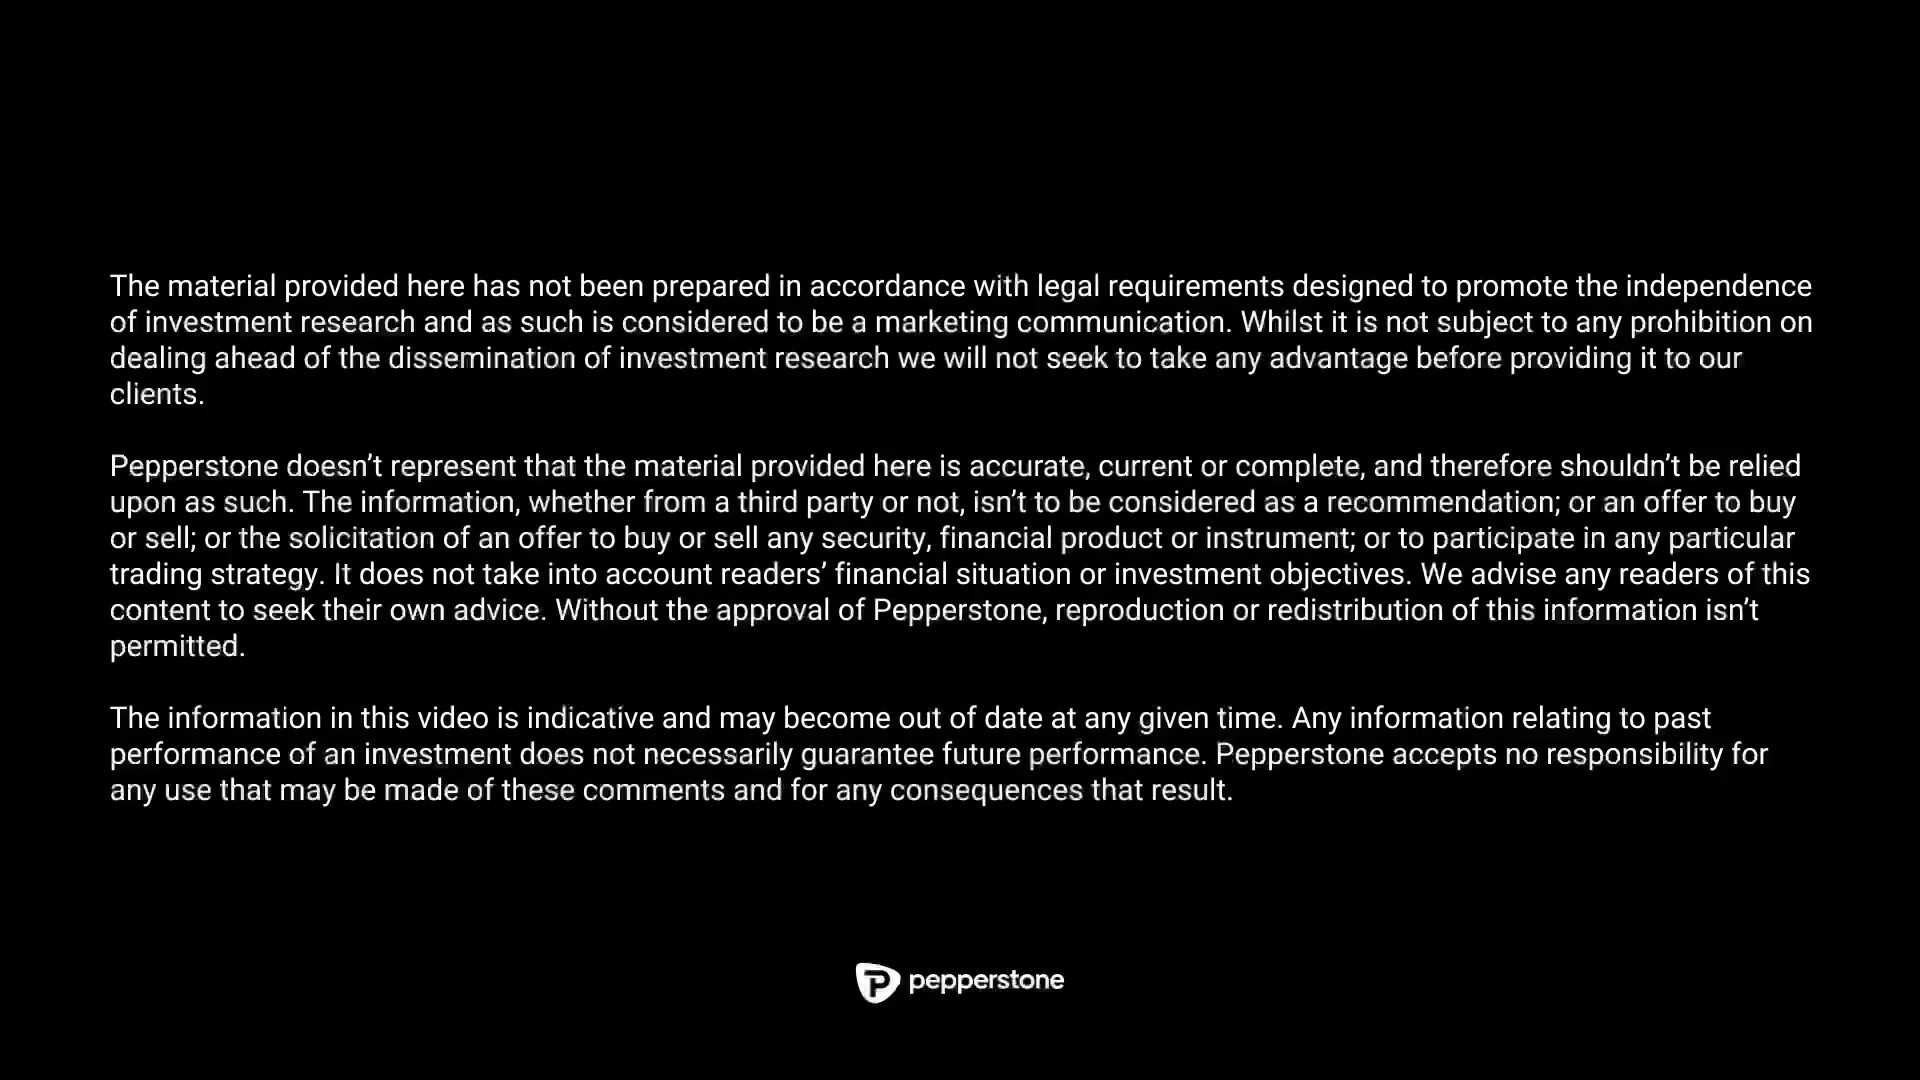 The material provided here has not been prepared in accordance with legal requirements designed to promote the independence
of investment research and as such is considered to be a marketing communication. Whilst it is not subject to any prohibition on
dealing ahead of the dissemination of investment research we will not seek to take any advantage before providing it to our
clients.
Pepperstone doesn’t represent that the material provided here is accurate, current or complete, and therefore shouldn’t be relied
upon as such. The information, whether from a third party or not, isn’t to be considered as a recommendation; or an offer to buy
or sell; or the solicitation of an offer to buy or sell any security, financial product or instrument; or to participate in any particular
trading strategy. It does not take into account readers’ financial situation or investment objectives. We advise any readers of this
content to seek their own advice. Without the approval of Pepperstone, reproduction or redistribution of this information isn’t
permitted.
The information in this video is indicative and may become out of date at any given time. Any information relating to past
performance of an investment does not necessarily guarantee future performance. Pepperstone accepts no responsibility for
any use that may be made of these comments and for any consequences that result.
pepperstone